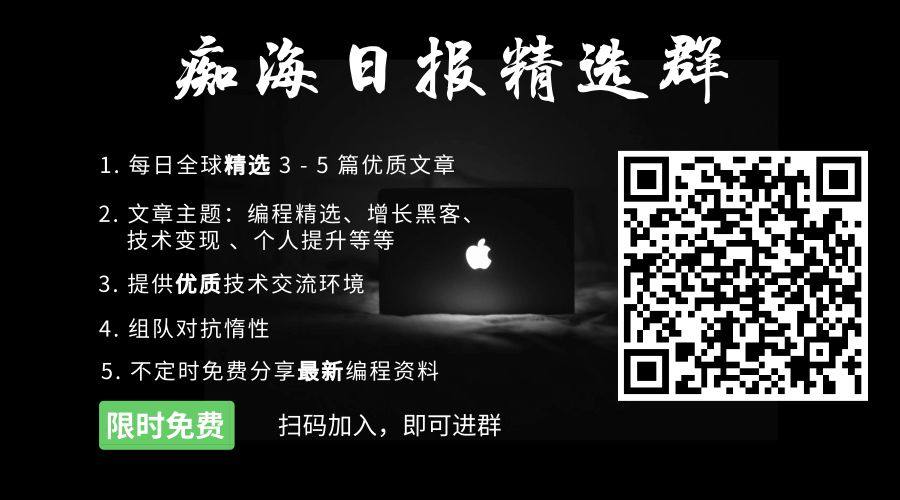 痴海日报精选群
1. 每日全球精选 3 - 5 篇优质文章
2. 文章主题：编程精选、增长黑客、
技术变现 、个人提升等等
3. 提供优质技术交流环境
4. 组队对抗惰性
5. 不定时免费分享最新编程资料
限时免费 扫码加入，即可进群